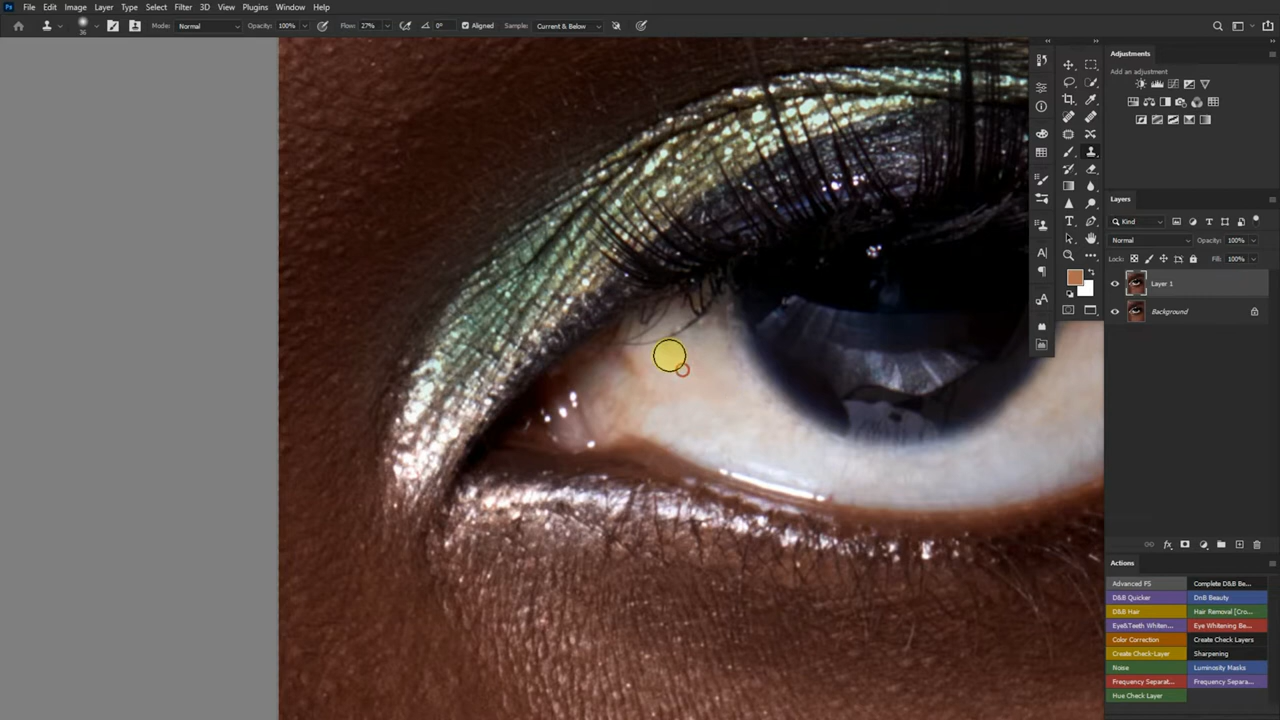 Ps File Edit Image Layer Type Select Filter 3D View Plugins Window Help
36 Mode: Normal Opacity: 100% Flow: 27% 0° Aligned Sample: Current & Below
Adjustments
Add an adjustment
Layers
Kind
Normal Opacity: 100%
Lock: Fill: 100%
Layer 1
Background
Actions
Advanced FS Complete D&B Be...
D&B Quicker DnB Beauty
D&B Hair Hair Removal [Cro...
Eye&Teeth Whiten... Eye Whitening Be...
Color Correction Create Check Layers
Create Check-Layer Sharpening
Noise Luminosity Masks
Frequency Separat... Frequency Separa...
Hue Check Layer